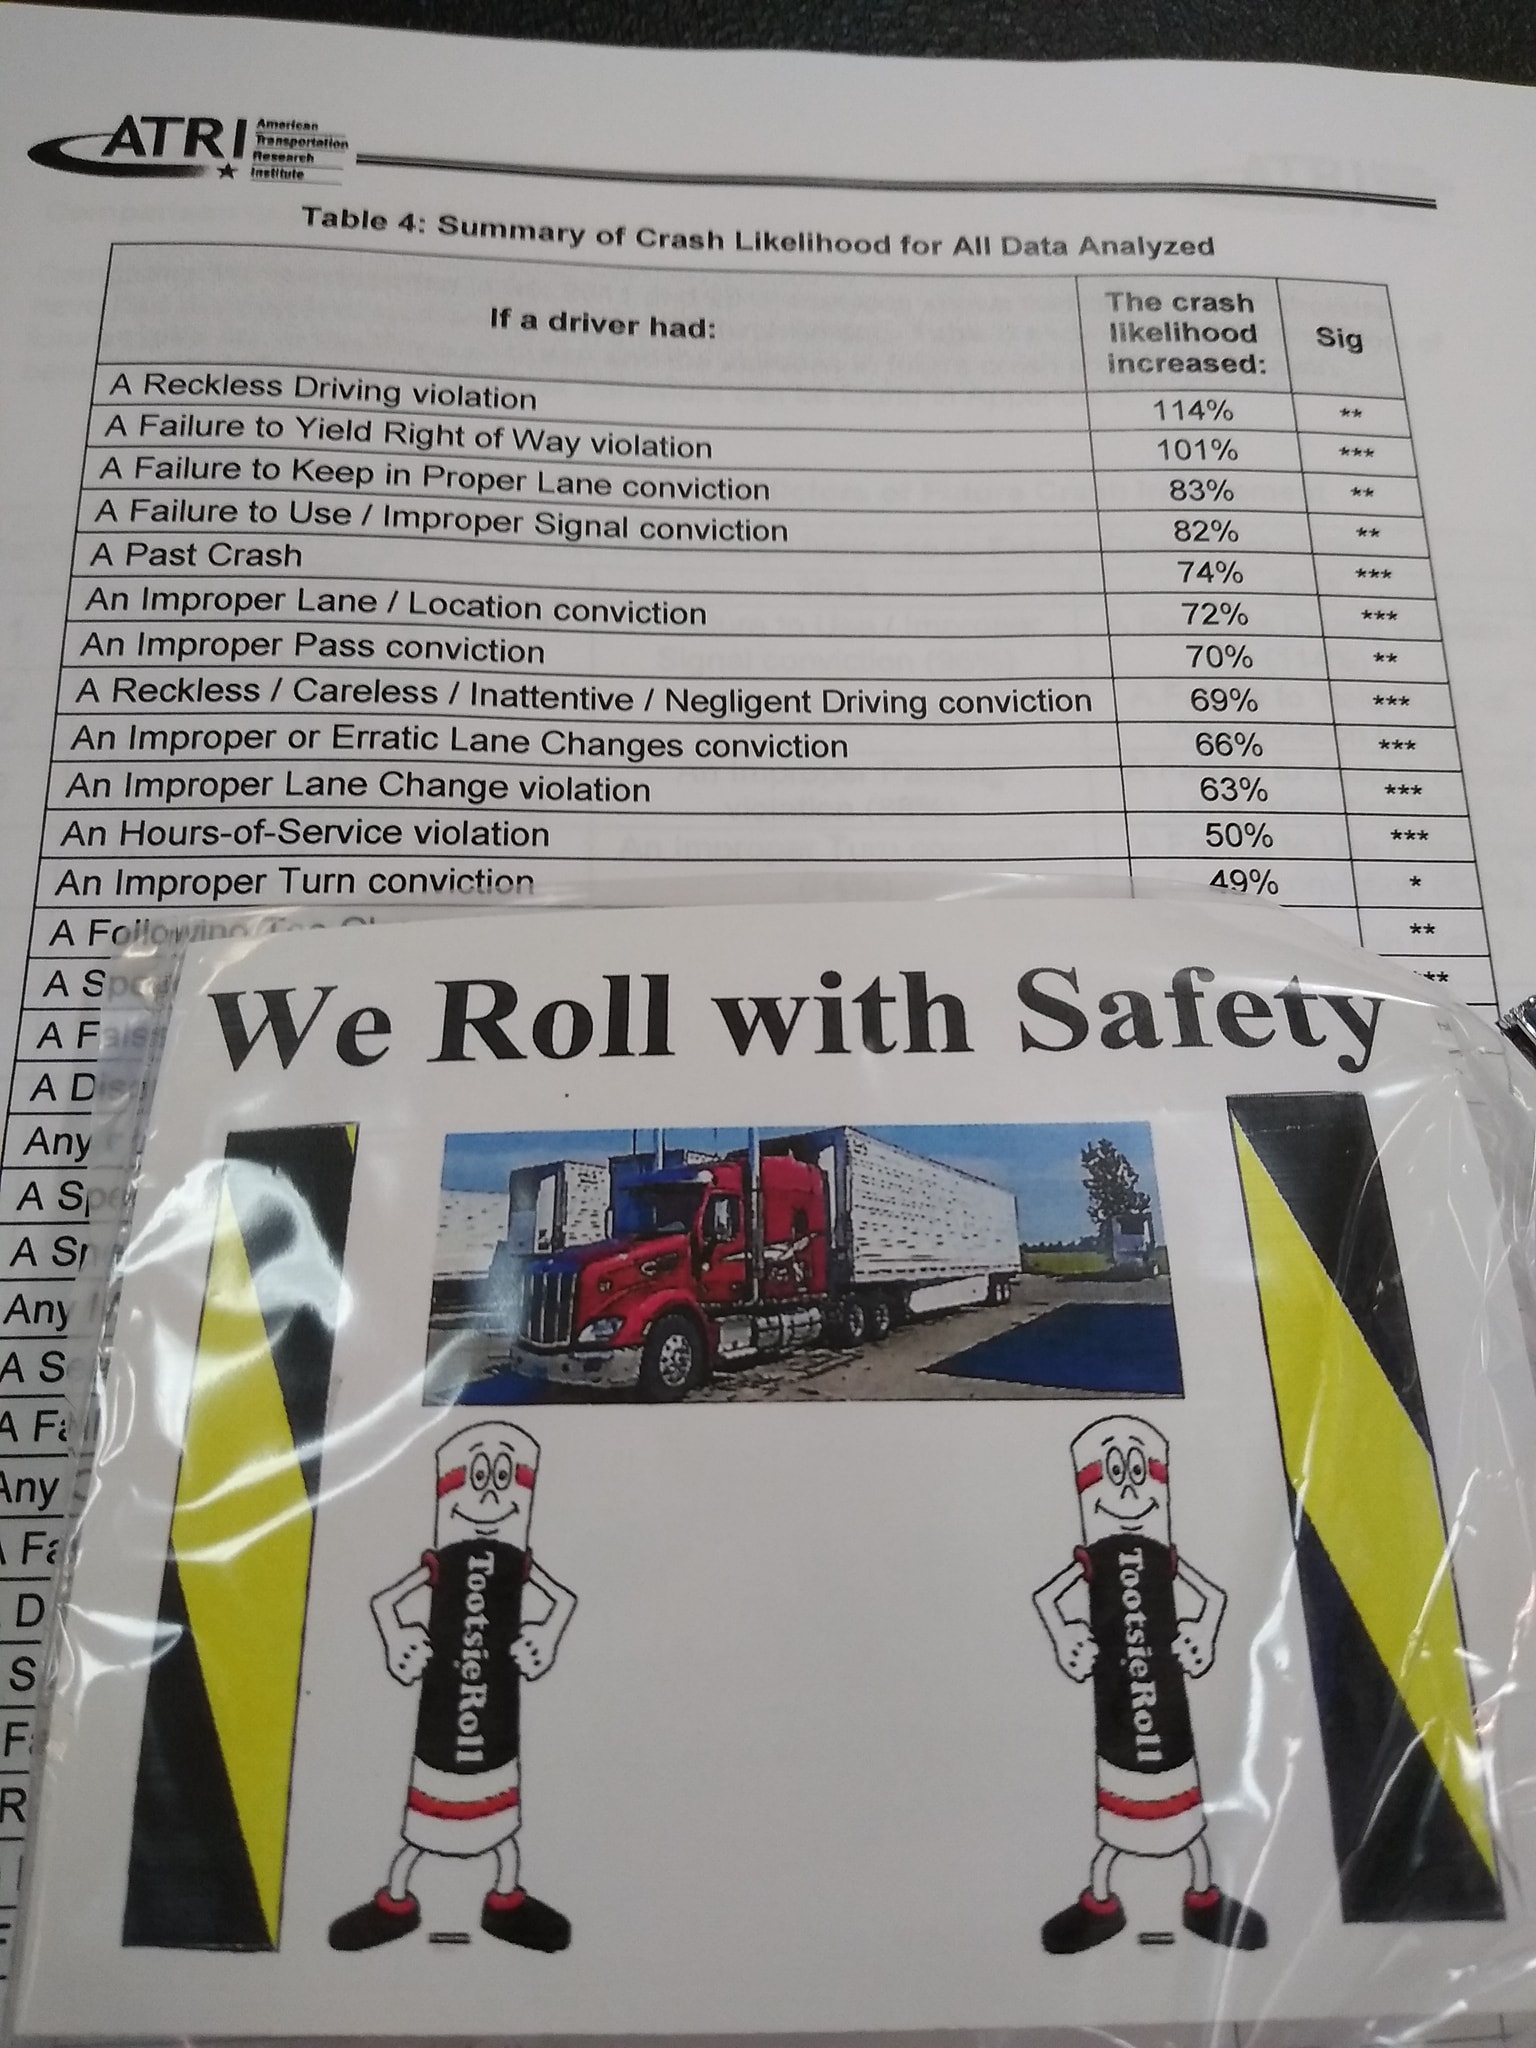 ATRI
American
Transportation
Research
Institute
Table 4: Summary of Crash Likelihood for All Data Analyzed
If a driver had:
The crash
likelihood
increased:
Sig
A Reckless Driving violation 114% **
A Failure to Yield Right of Way violation 101% ***
A Failure to Keep in Proper Lane conviction 83% **
A Failure to Use / Improper Signal conviction 82% **
A Past Crash 74% ***
An Improper Lane / Location conviction 72% ***
An Improper Pass conviction 70% **
A Reckless / Careless / Inattentive / Negligent Driving conviction 69% ***
An Improper or Erratic Lane Changes conviction 66% ***
An Improper Lane Change violation 63% ***
An Hours-of-Service violation 50% ***
An Improper Turn conviction 49% *
A Following **
A
A
A
Any
A
A
Any
A
A
Any
We Roll with Safety
TootsieRoll
TootsieRoll